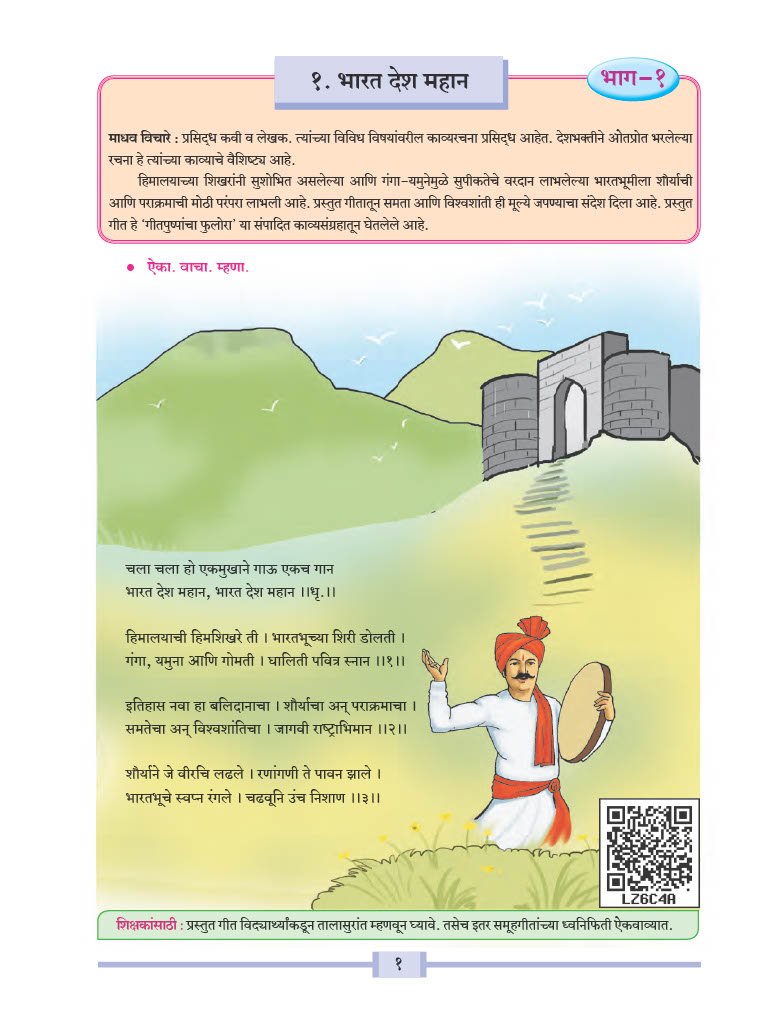 १. भारत देश महान
भाग-१
माधव विचारे : प्रसिद्ध कवी व लेखक. त्यांच्या विविध विषयांवरील काव्यरचना प्रसिद्ध आहेत. देशभक्तीने ओतप्रोत भरलेल्या
रचना हे त्यांच्या काव्याचे वैशिष्ट्य आहे.
हिमालयाच्या शिखरांनी सुशोभित असलेल्या आणि गंगा-यमुनेमुळे सुपीकतेचे वरदान लाभलेल्या भारतभूमीला शौर्याची
आणि पराक्रमाची मोठी परंपरा लाभली आहे. प्रस्तुत गीतातून समता आणि विश्वशांती ही मूल्ये जपण्याचा संदेश दिला आहे. प्रस्तुत
गीत हे ‘गीतपुष्पांचा फुलोरा’ या संपादित काव्यसंग्रहातून घेतलेले आहे.
• ऐका. वाचा. म्हणा.
चला चला हो एकमुखाने गाऊ एकच गान
भारत देश महान, भारत देश महान ।।धृ.।।
हिमालयाची हिमशिखरे ती । भारतभूच्या शिरी डोलती ।
गंगा, यमुना आणि गोमती । घालिती पवित्र स्नान ।।१।।
इतिहास नवा हा बलिदानाचा । शौर्याचा अन् पराक्रमाचा ।
समतेचा अन् विश्वशांतिचा । जागवी राष्ट्राभिमान ।।२।।
शौर्याने जे वीरचि लढले । रणांगणी ते पावन झाले ।
भारतभूचे स्वप्न रंगले । चढवूनि उंच निशाण ।।३।।
LZ6C4A
शिक्षकांसाठी : प्रस्तुत गीत विद्यार्थ्यांकडून तालासुरांत म्हणवून घ्यावे. तसेच इतर समूहगीतांच्या ध्वनिफिती ऐकवाव्यात.
१